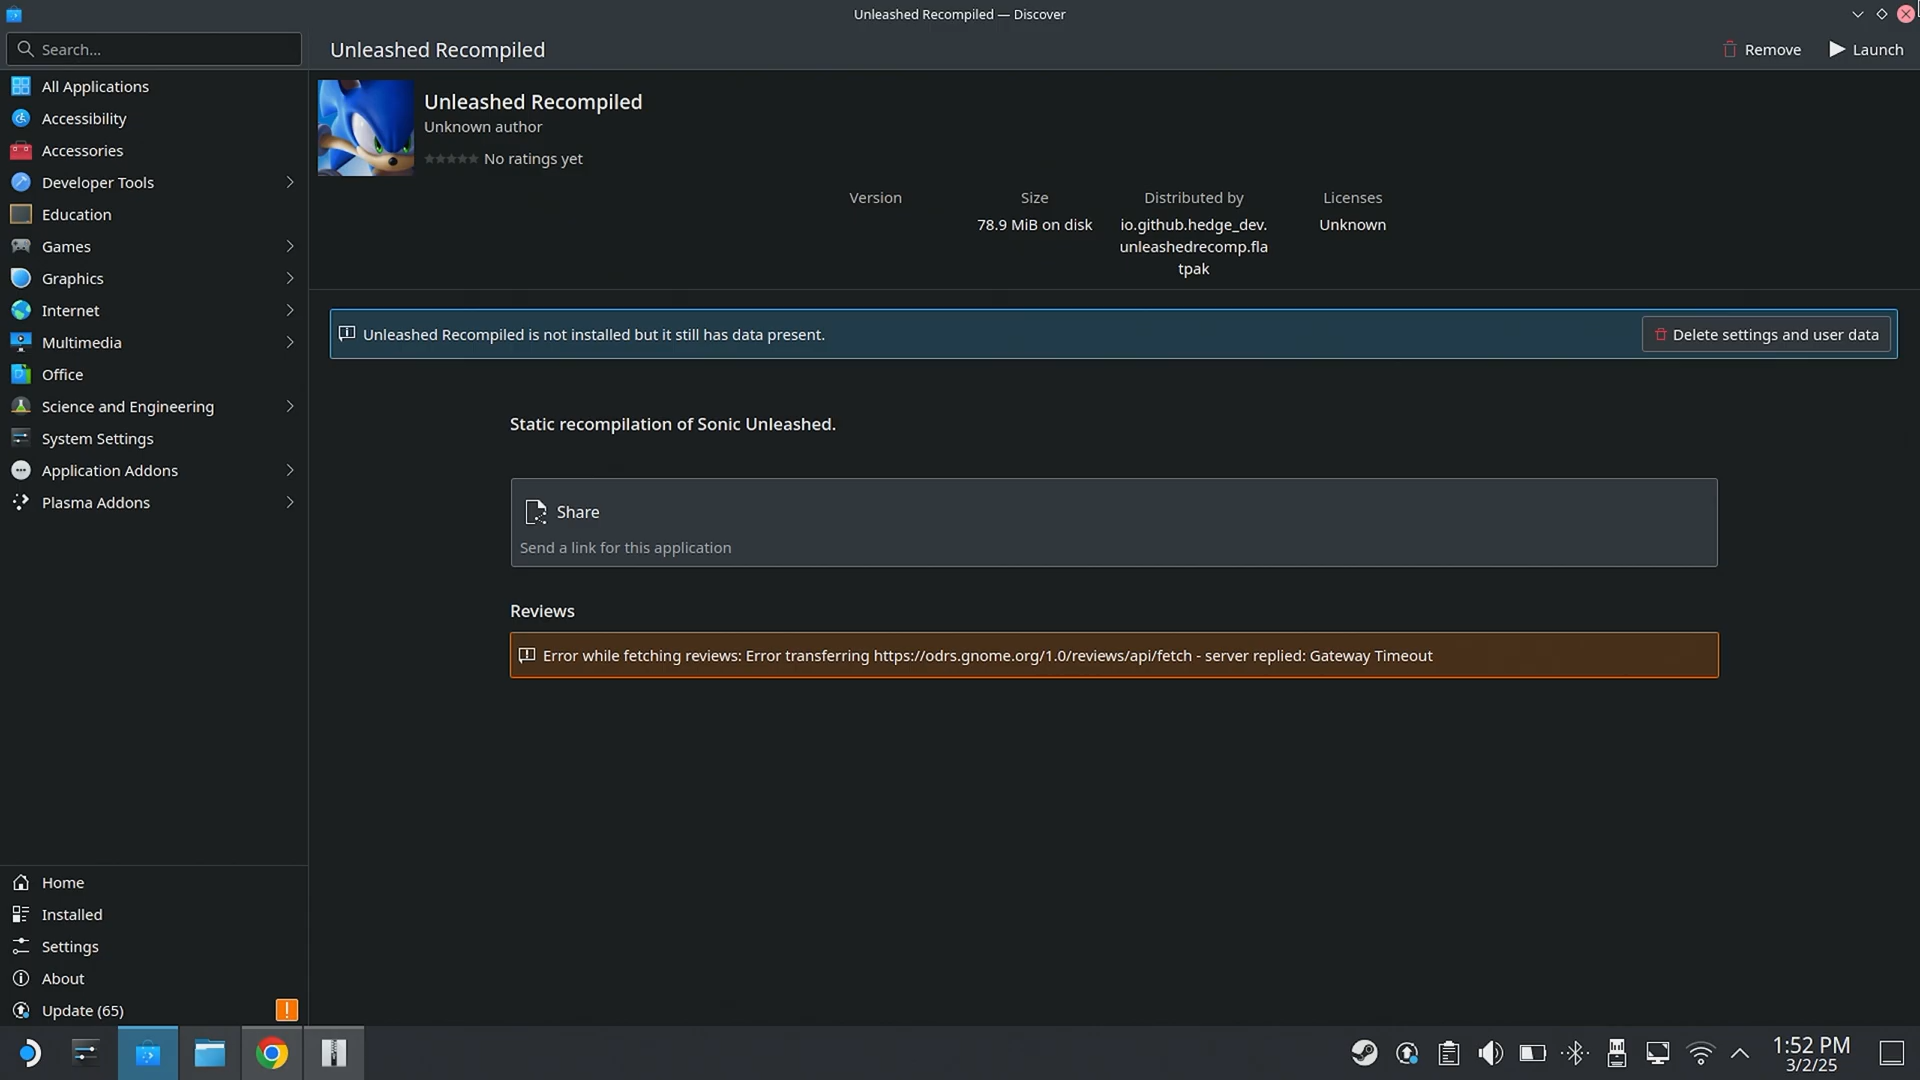 Unleashed Recompiled — Discover
Search...
Unleashed Recompiled
Remove
Launch
All Applications
Accessibility
Accessories
Developer Tools
Education
Games
Graphics
Internet
Multimedia
Office
Science and Engineering
System Settings
Application Addons
Plasma Addons
Home
Installed
Settings
About
Update (65)
Unleashed Recompiled
Unknown author
No ratings yet
Version
Size
78.9 MiB on disk
Distributed by
io.github.hedge_dev.
unleashedrecomp.fla
tpak
Licenses
Unknown
Unleashed Recompiled is not installed but it still has data present.
Delete settings and user data
Static recompilation of Sonic Unleashed.
Share
Send a link for this application
Reviews
Error while fetching reviews: Error transferring https://odrs.gnome.org/1.0/reviews/api/fetch - server replied: Gateway Timeout
1:52 PM
3/2/25